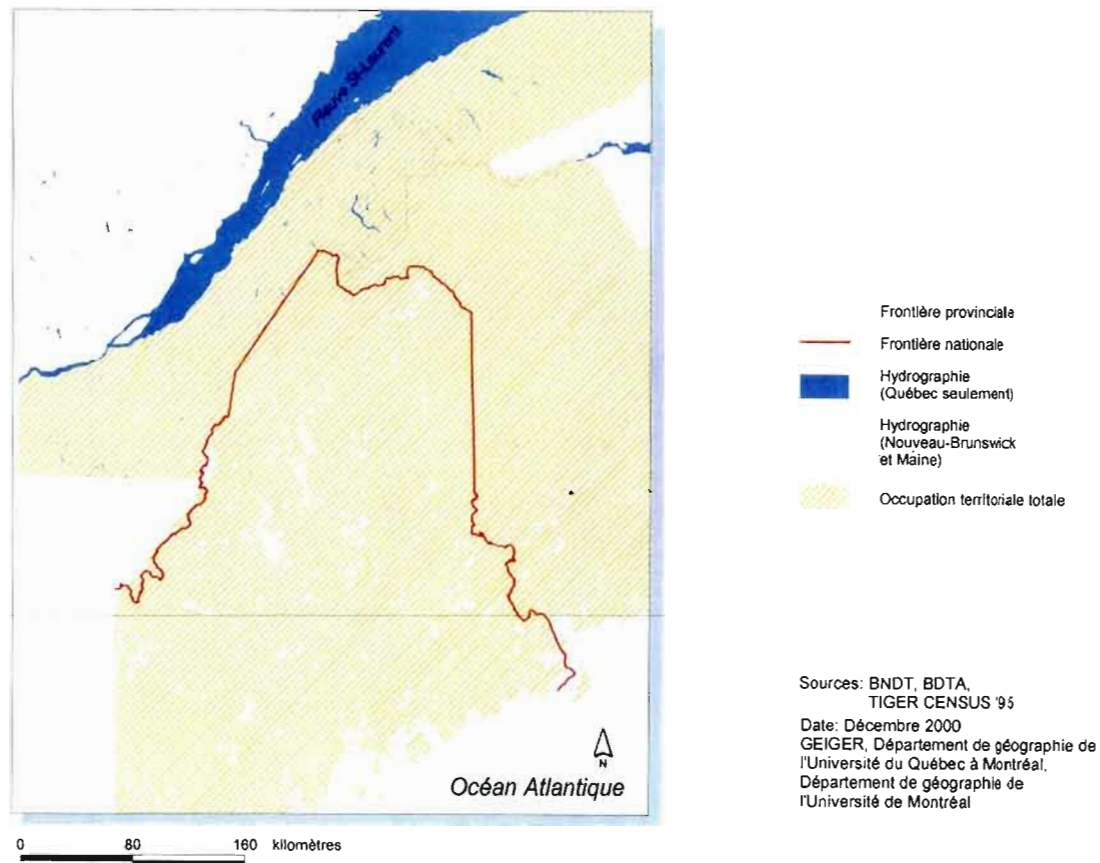 Fleuve St-Laurent
N
Océan Atlantique
0 80 160 kilomètres
Frontière provinciale
Frontière nationale
Hydrographie
(Québec seulement)
Hydrographie
(Nouveau-Brunswick
et Maine)
Occupation territoriale totale
Sources: BNDT, BDTA,
TIGER CENSUS '95
Date: Décembre 2000
GEIGER, Département de géographie de
l'Université du Québec à Montréal,
Département de géographie de
l'Université de Montréal